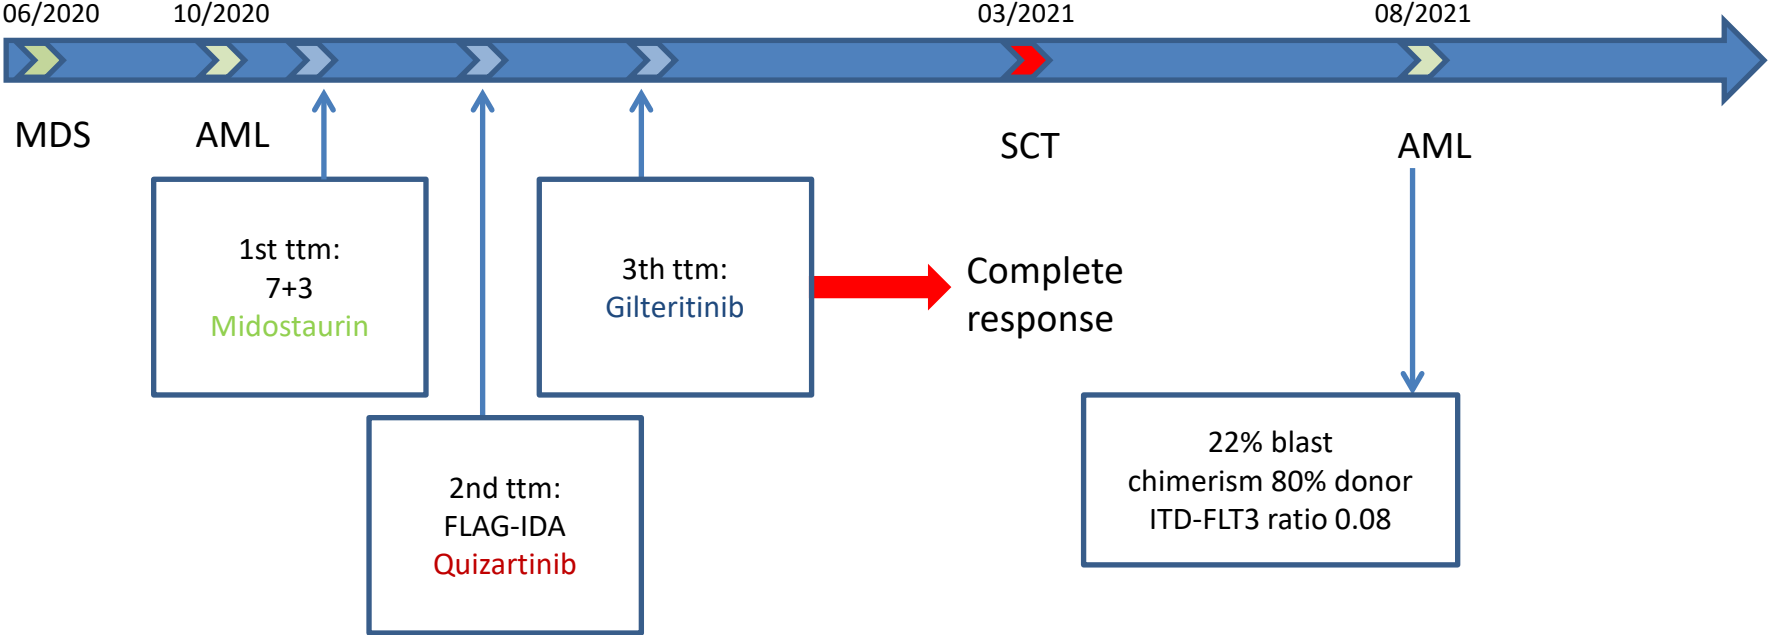 06/2020
10/2020
03/2021
08/2021
MDS
AML
SCT
AML
1st ttm:
7+3
Midostaurin
3th ttm:
Gilteritinib
Complete
response
2nd ttm:
FLAG-IDA
Quizartinib
22% blast
chimerism 80% donor
ITD-FLT3 ratio 0.08